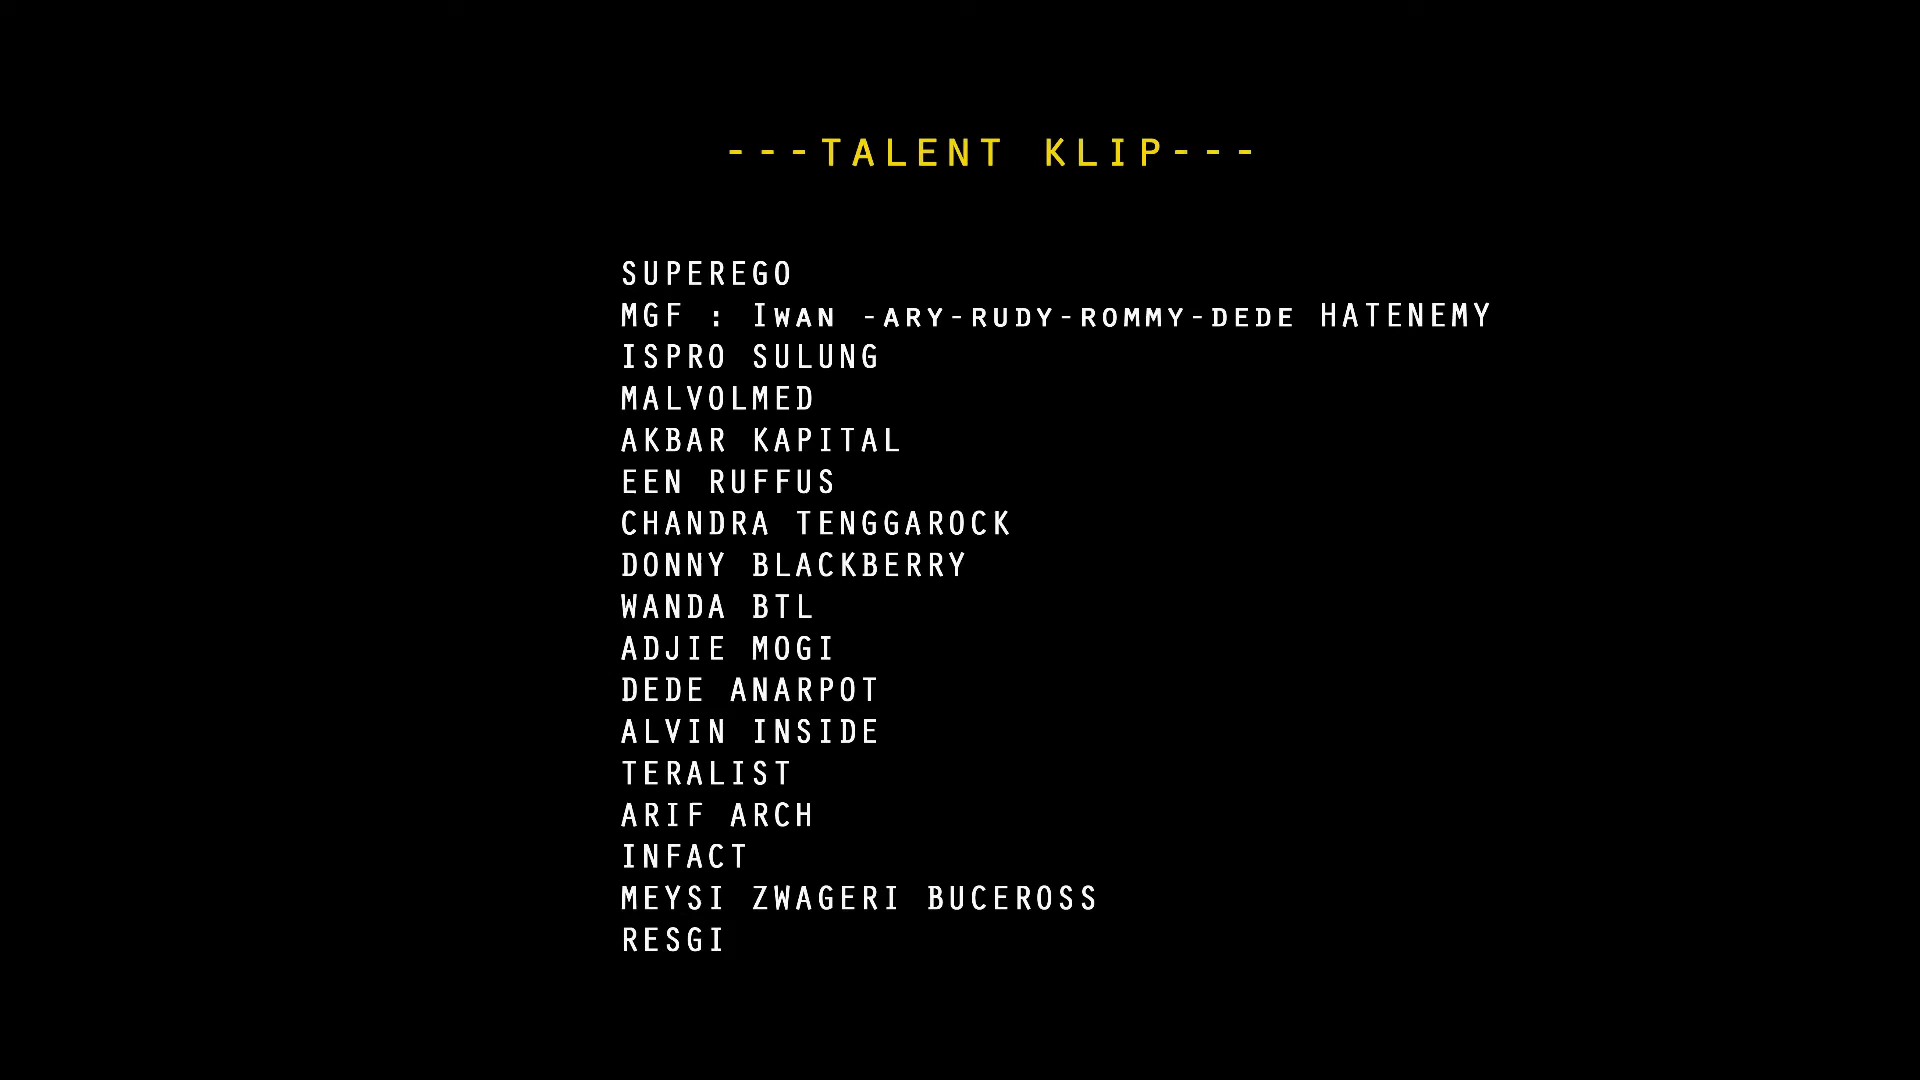 ---TALENT KLIP---
SUPEREGO
MGF : Iwan -ary-rudy-rommy-dede HATENEMY
ISPRO SULUNG
MALVOLMED
AKBAR KAPITAL
EEN RUFFUS
CHANDRA TENGGAROCK
DONNY BLACKBERRY
WANDA BTL
ADJIE MOGI
DEDE ANARPOT
ALVIN INSIDE
TERALIST
ARIF ARCH
INFACT
MEYSI ZWAGERI BUCEROSS
RESGI